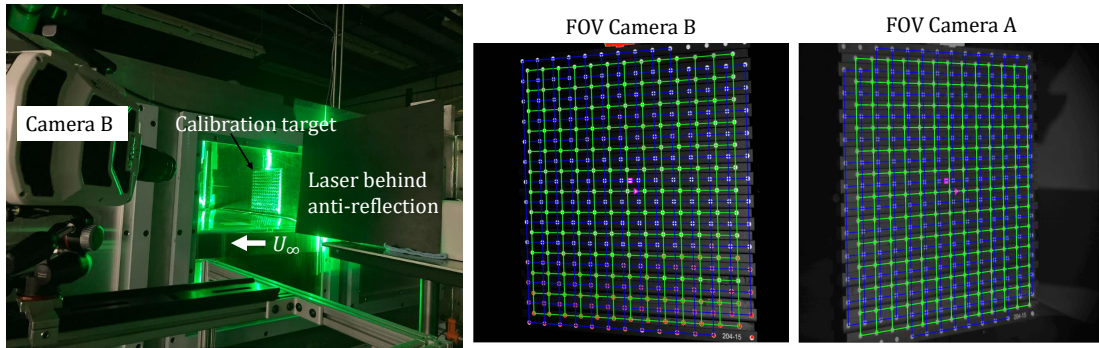 FOV Camera B
FOV Camera A
Camera B
Calibration target
Laser behind
anti-reflection
U∞
204-15
204-15